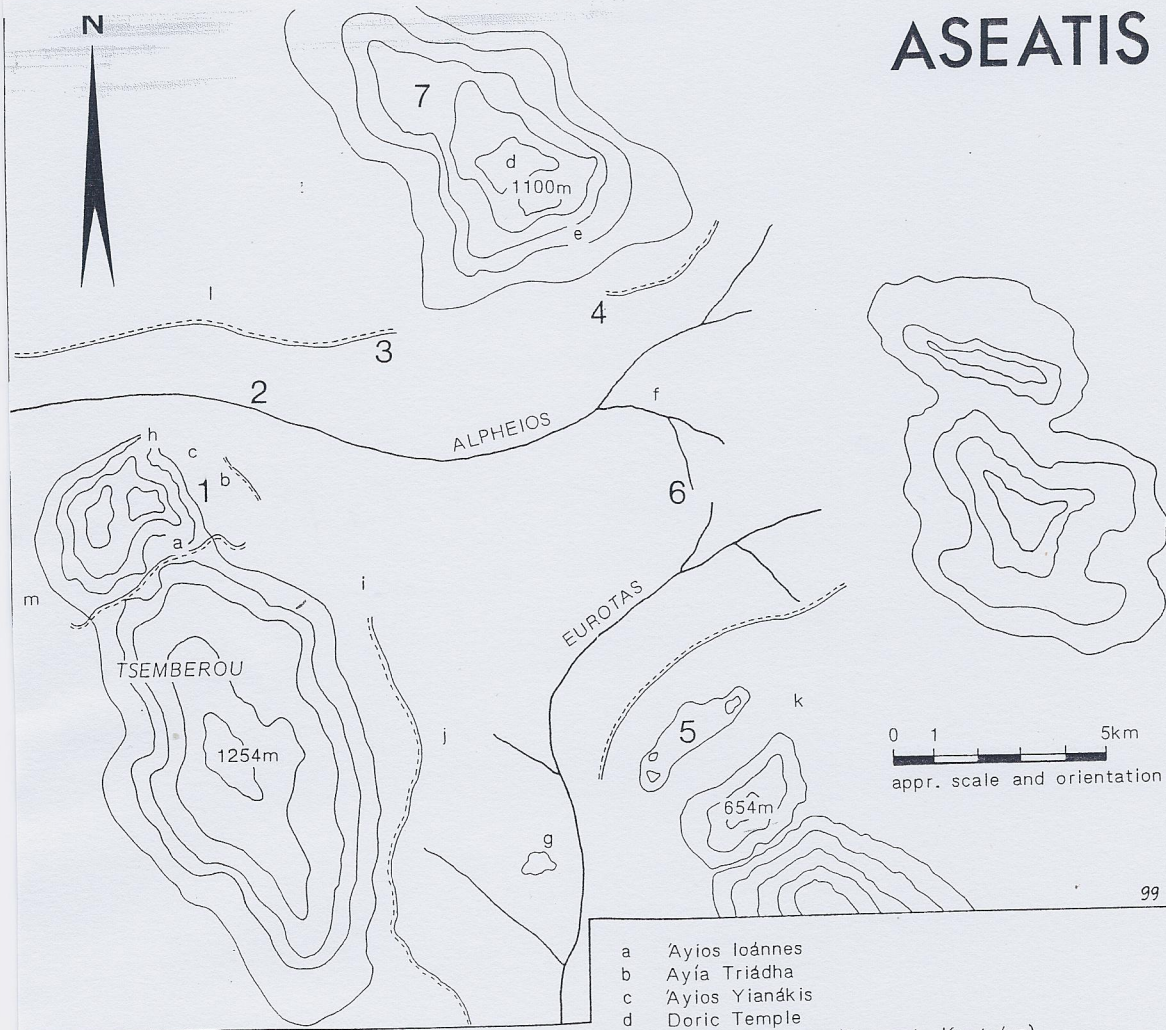 N
ASEATIS
7
d
1100m
e
l
4
3
2
f
ALPHEIOS
h
c
1
b
6
a
m
i
EUROTAS
TSEMBEROU
j
k
5
0 1 5km
appr. scale and orientation
1254m
654m
g
99
a Áyios Ioánnes
b Ayía Triádha
c Áyios Yianákis
d Doric Temple